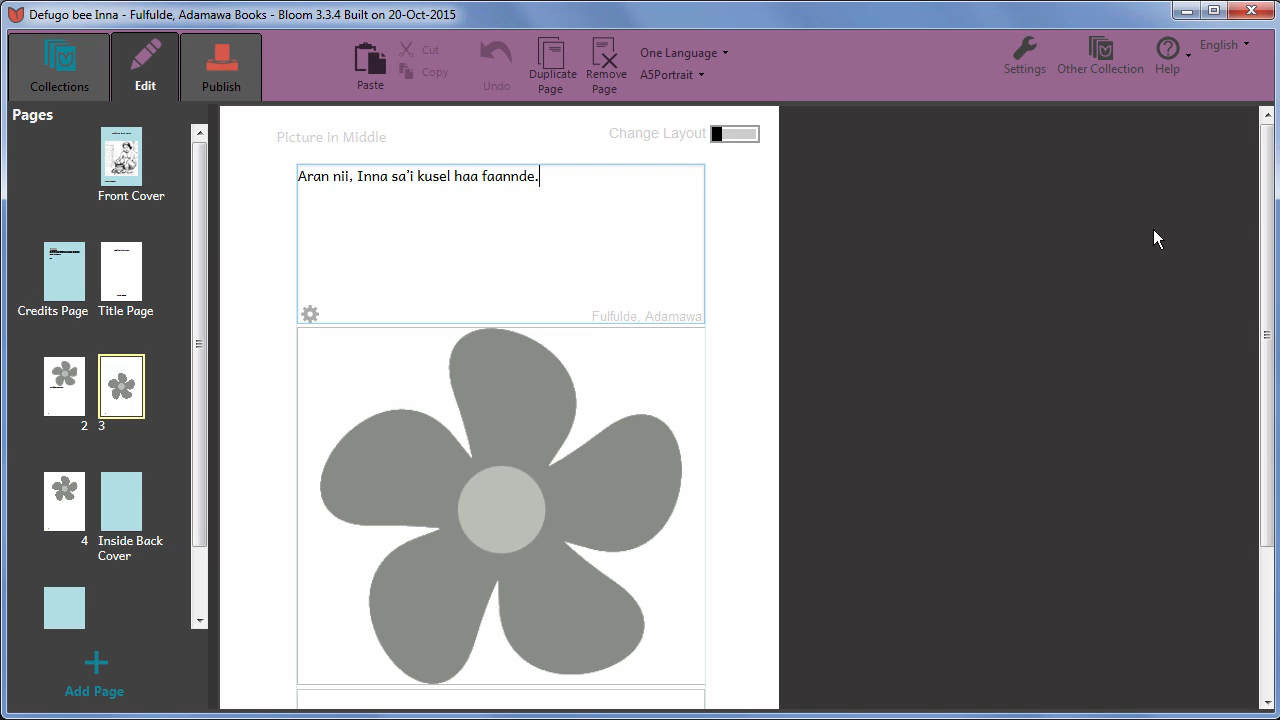 Defugo bee Inna - Fulfulde, Adamawa Books - Bloom 3.3.4 Built on 20-Oct-2015
Collections
Edit
Publish
Paste
Cut
Copy
Undo
Duplicate Page
Remove Page
One Language
A5Portrait
Settings
Other Collection
Help
English
Pages
Front Cover
Credits Page
Title Page
2
3
4
Inside Back Cover
Add Page
Picture in Middle
Change Layout
Aran nii, Inna sa’i kusel haa faannde.
Fulfulde, Adamawa